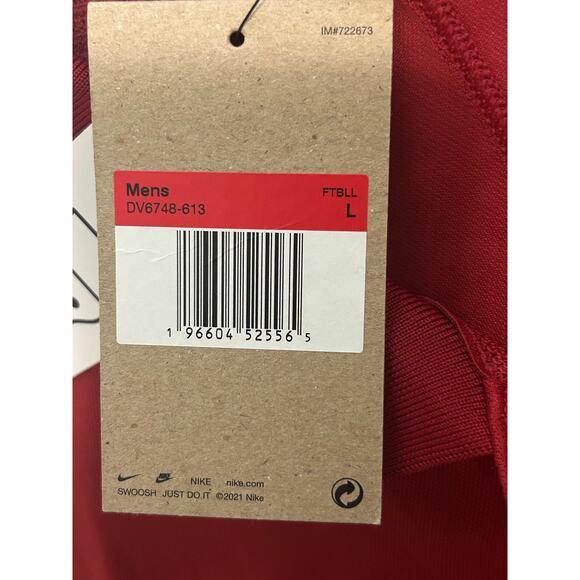 IM#722673
Mens FTBLL
DV6748-613 L
1 96604 52556 5
NIKE nike.com
SWOOSH JUST DO IT ©2021 Nike